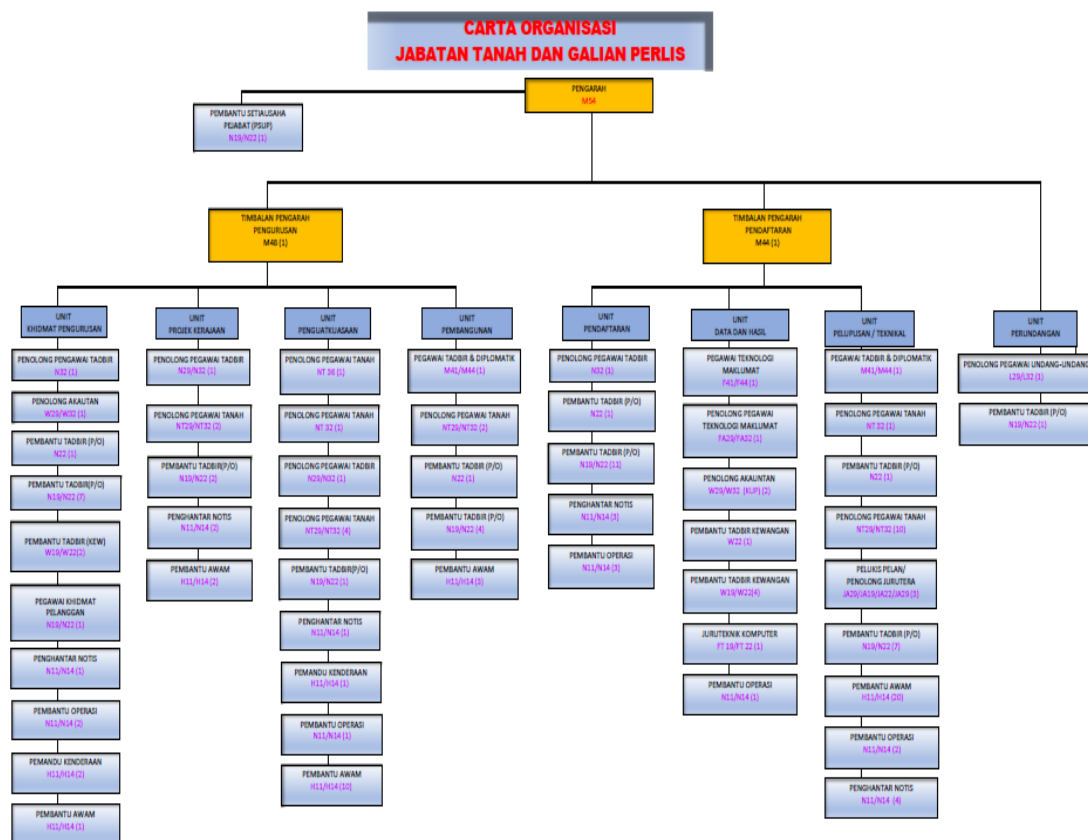 CARTA ORGANISASI
JABATAN TANAH DAN GALIAN PERLIS
PENGARAH
M54
PEMBANTU SETIAUSAHA
PEJABAT (PSUP)
N19/N22 (1)
TIMBALAN PENGARAH
PENGURUSAN
M48 (1)
TIMBALAN PENGARAH
PENDAFTARAN
M44 (1)
UNIT
KHIDMAT PENGURUSAN
PENOLONG PENGAWAI TADBIR
N32 (1)
PENOLONG AKAUTAN
W29/W32 (1)
PEMBANTU TADBIR (P/O)
N22 (1)
PEMBANTU TADBIR(P/O)
N19/N22 (7)
PEMBANTU TADBIR (KEW)
W19/W22(2)
PEGAWAI KHIDMAT
PELANGGAN
N19/N22 (1)
PENGHANTAR NOTIS
N11/N14 (1)
PEMBANTU OPERASI
N11/N14 (2)
PEMANDU KENDERAAN
H11/H14 (2)
PEMBANTU AWAM
H11/H14 (1)
UNIT
PROJEK KERAJAAN
PENOLONG PEGAWAI TADBIR
N29/N32 (1)
PENOLONG PEGAWAI TANAH
NT29/NT32 (2)
PEMBANTU TADBIR(P/O)
N19/N22 (2)
PENGHANTAR NOTIS
N11/N14 (2)
PEMBANTU AWAM
H11/H14 (2)
UNIT
PENGUATKUASAAN
PENOLONG PEGAWAI TANAH
NT 36 (1)
PENOLONG PEGAWAI TANAH
NT 32 (1)
PENOLONG PEGAWAI TADBIR
N29/N32 (1)
PENOLONG PEGAWAI TANAH
NT29/NT32 (4)
PEMBANTU TADBIR(P/O)
N19/N22 (1)
PENGHANTAR NOTIS
N11/N14 (1)
PEMANDU KENDERAAN
H11/H14 (1)
PEMBANTU OPERASI
N11/N14 (1)
PEMBANTU AWAM
H11/H14 (10)
UNIT
PEMBANGUNAN
PEGAWAI TADBIR & DIPLOMATIK
M41/M44 (1)
PENOLONG PEGAWAI TANAH
NT29/NT32 (2)
PEMBANTU TADBIR (P/O)
N22 (1)
PEMBANTU TADBIR (P/O)
N19/N22 (4)
PEMBANTU AWAM
H11/H14 (3)
UNIT
PENDAFTARAN
PENOLONG PEGAWAI TADBIR
N32 (1)
PEMBANTU TADBIR (P/O)
N22 (1)
PEMBANTU TADBIR (P/O)
N19/N22 (11)
PENGHANTAR NOTIS
N11/N14 (3)
PEMBANTU OPERASI
N11/N14 (3)
UNIT
DATA DAN HASIL
PEGAWAI TEKNOLOGI
MAKLUMAT
F41/F44 (1)
PENOLONG PEGAWAI
TEKNOLOGI MAKLUMAT
FA29/FA32 (1)
PENOLONG AKAUNTAN
W29/W32 (KUP) (2)
PEMBANTU TADBIR KEWANGAN
W22 (1)
PEMBANTU TADBIR KEWANGAN
W19/W22(4)
JURUTEKNIK KOMPUTER
FT 19/FT 22 (1)
PEMBANTU OPERASI
N11/N14 (1)
UNIT
PELUPUSAN / TEKNIKAL
PEGAWAI TADBIR & DIPLOMATIK
M41/M44 (1)
PENOLONG PEGAWAI TANAH
NT 32 (1)
PEMBANTU TADBIR (P/O)
N22 (1)
PENOLONG PEGAWAI TANAH
NT29/NT32 (10)
PELUKIS PELAN/
PENOLONG JURUTERA
JA29/JA19/JA22/JA29 (3)
PEMBANTU TADBIR (P/O)
N19/N22 (7)
PEMBANTU AWAM
H11/H14 (20)
PEMBANTU OPERASI
N11/N14 (2)
PENGHANTAR NOTIS
N11/N14 (4)
UNIT
PERUNDANGAN
PENOLONG PEGAWAI UNDANG-UNDANG
L29/L32 (1)
PEMBANTU TADBIR (P/O)
N19/N22 (1)